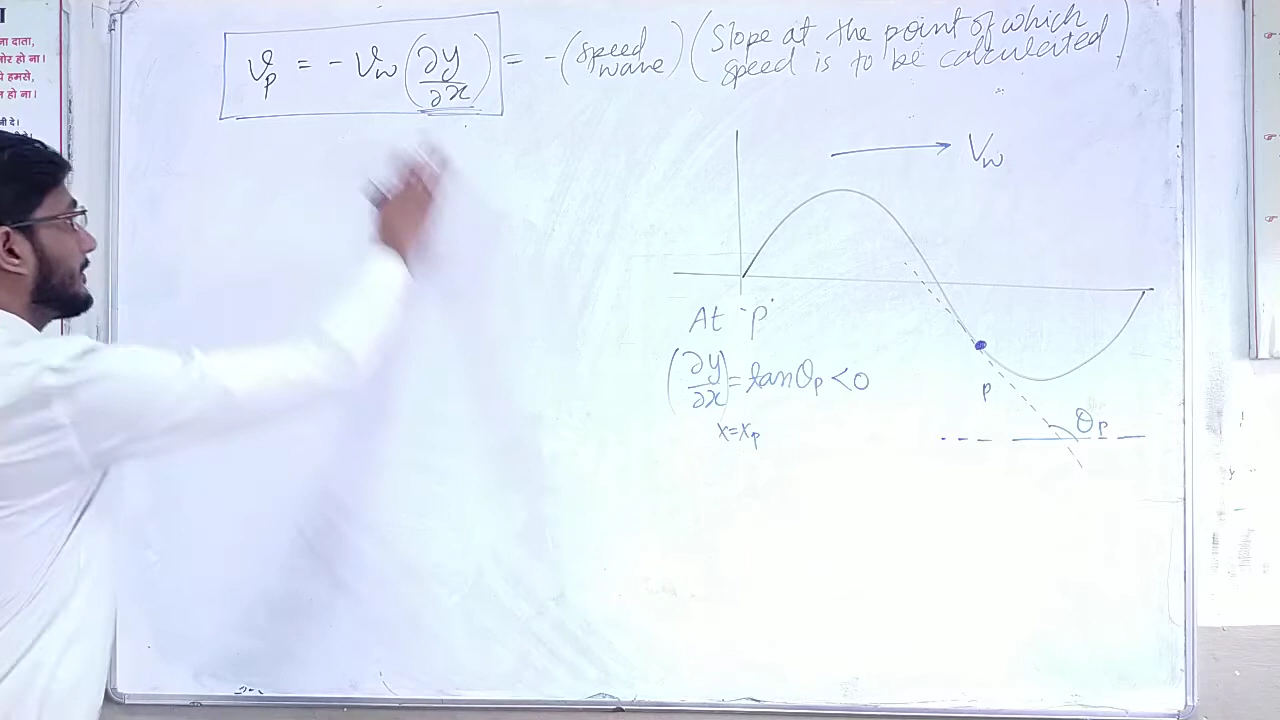 ना दाता,
ोर हो ना।
हमसे,
न हो ना।
v_p = - v_w (∂y/∂x) = - (speed wave) (Slope at the point of which
speed is to be calculated)
V_w
At 'p'
(∂y/∂x) = tanθ_p < 0
x=x_p
p
θ_p